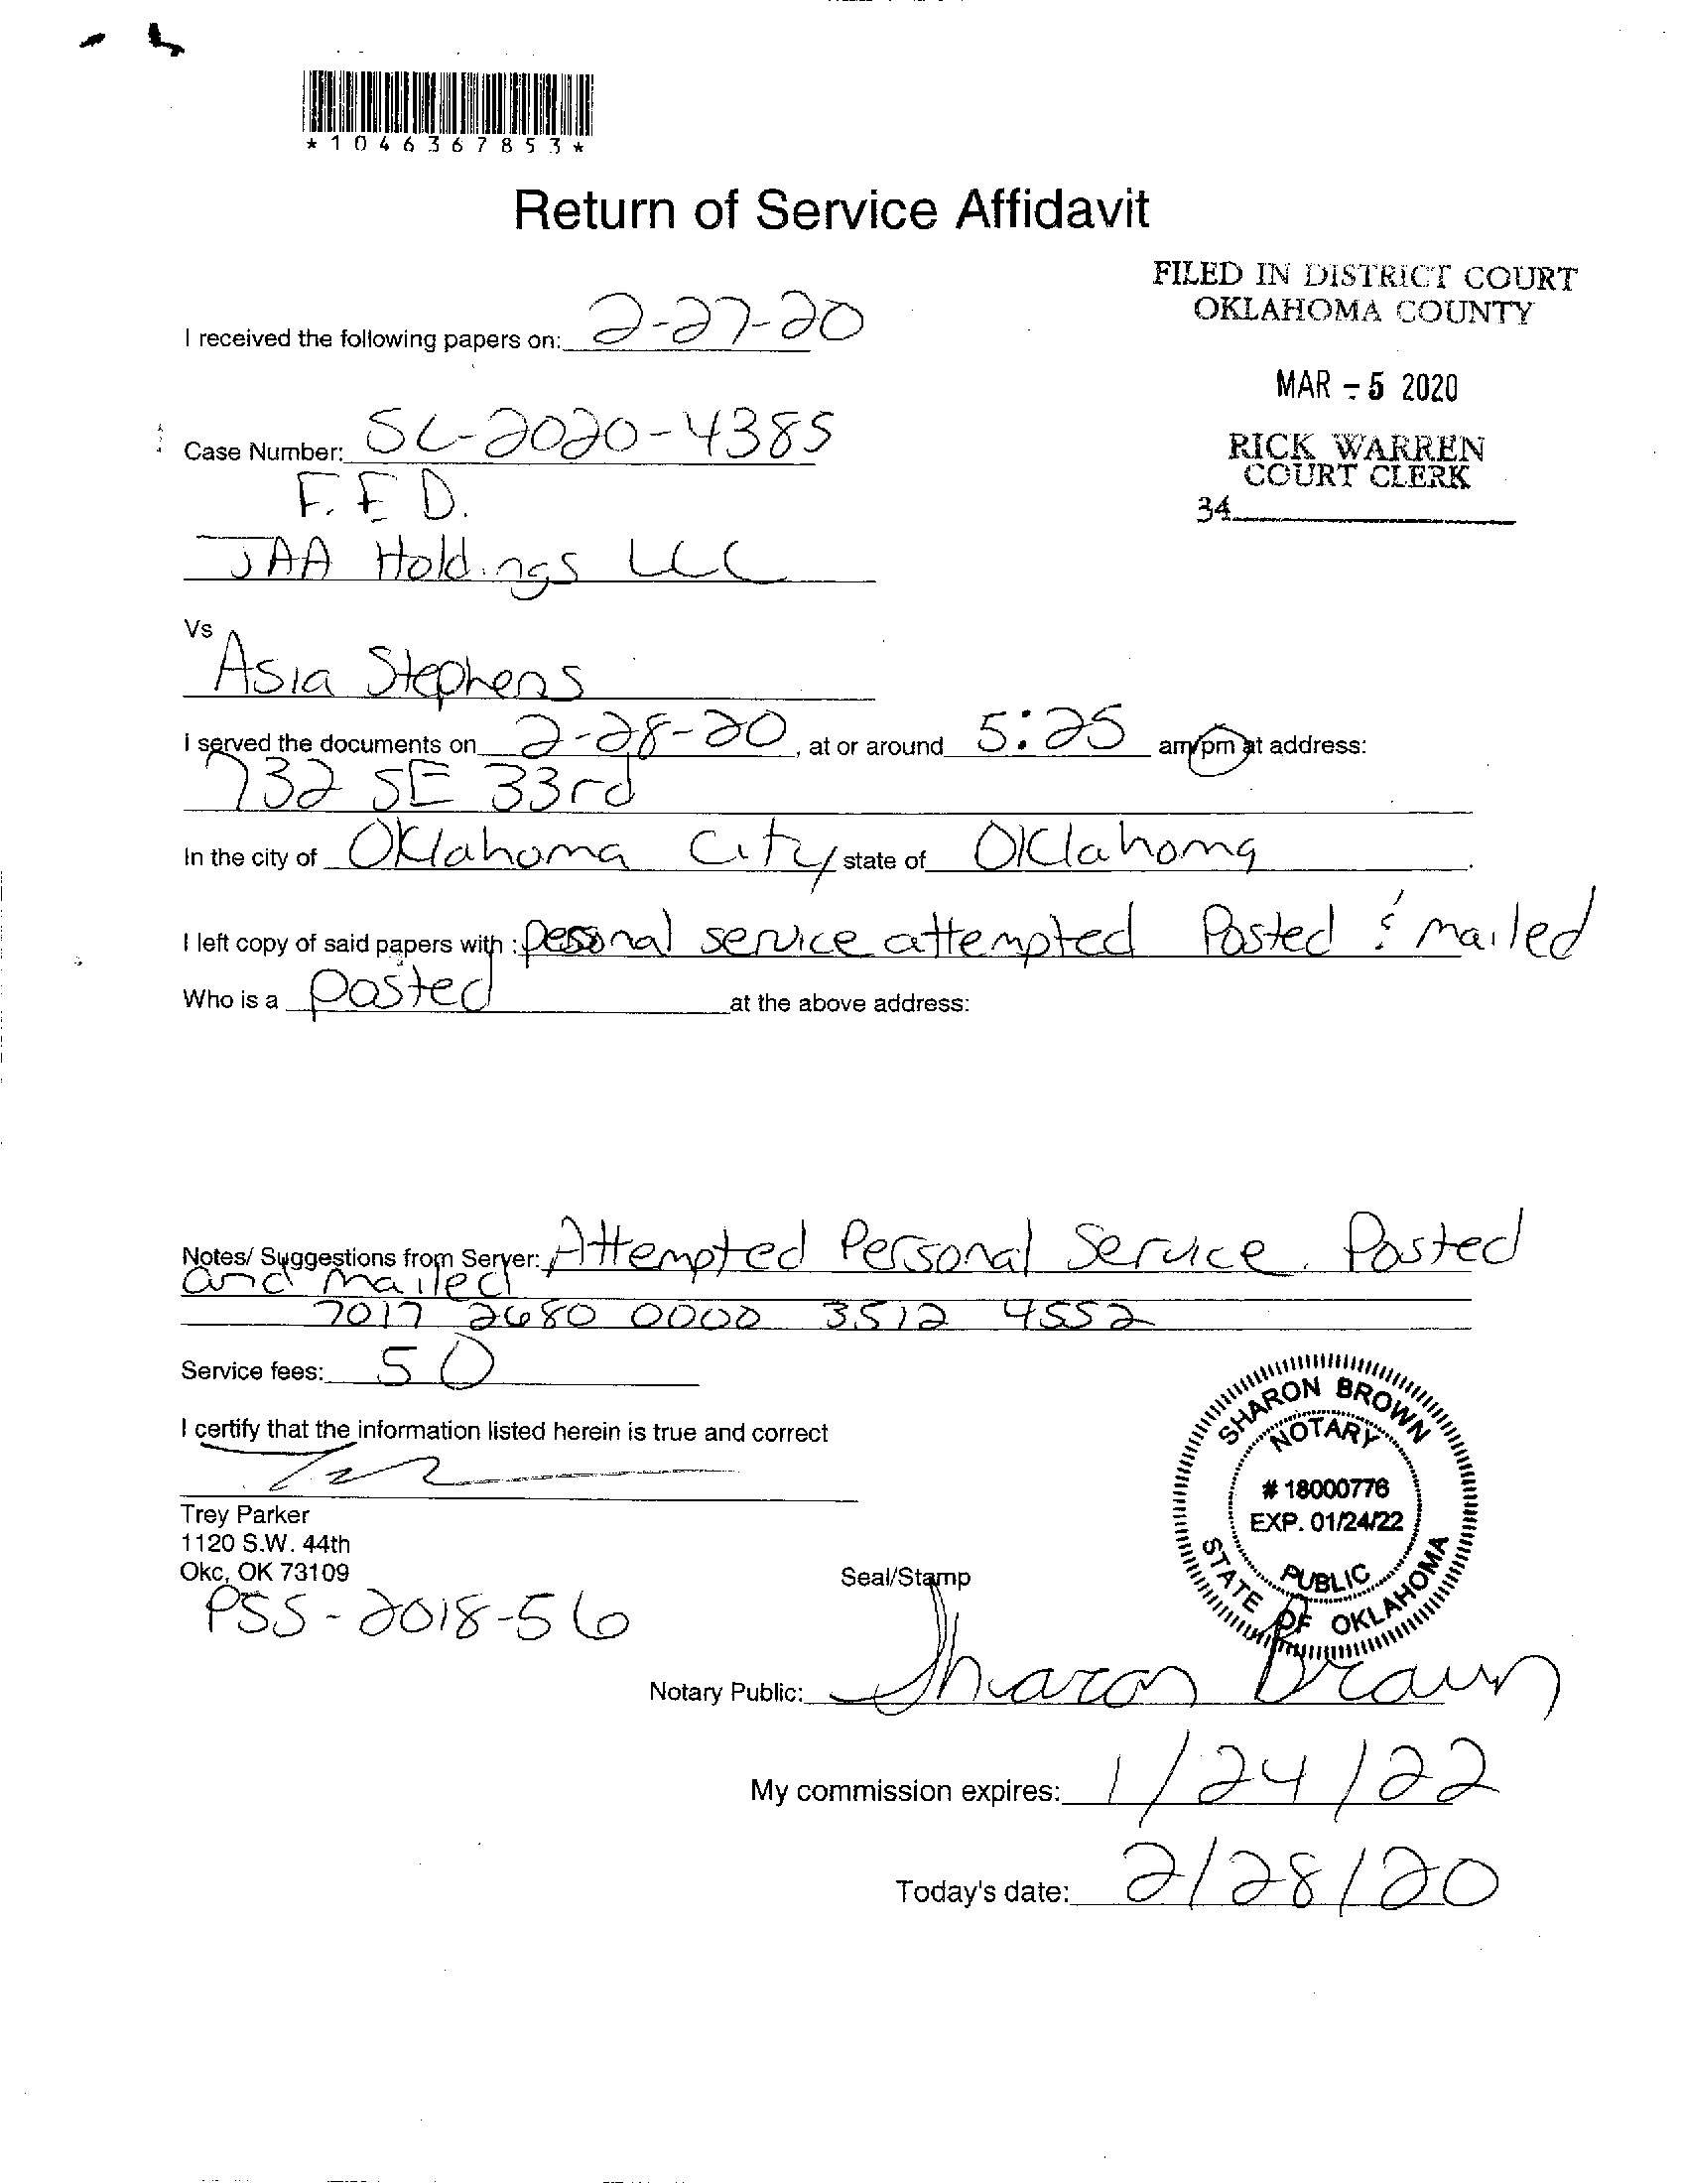 *1046367853*
Return of Service Affidavit
FILED IN DISTRICT COURT
OKLAHOMA COUNTY
I received the following papers on: 2-27-20
MAR - 5 2020
Case Number: SC-2020-4385
RICK WARREN
COURT CLERK
F.E.D.
34
JAA Holdings LLC
Vs
Asia Stephens
I served the documents on 2-28-20, at or around 5:25 am/pm at address:
732 SE 33rd
In the city of Oklahoma City state of Oklahoma.
I left copy of said papers with : personal service attempted Posted & mailed
Who is a posted at the above address:
Notes/ Suggestions from Server: Attempted Personal Service. Posted
and mailed
7017 2680 0000 3512 4552
Service fees: 50
I certify that the information listed herein is true and correct
Trey Parker
1120 S.W. 44th
Okc, OK 73109
PSS-2018-56
SHARON BROWN
NOTARY
# 18000776
EXP. 01/24/22
PUBLIC
STATE OF OKLAHOMA
Seal/Stamp
Notary Public: Sharon Brown
My commission expires: 1/24/22
Today's date: 2/28/20